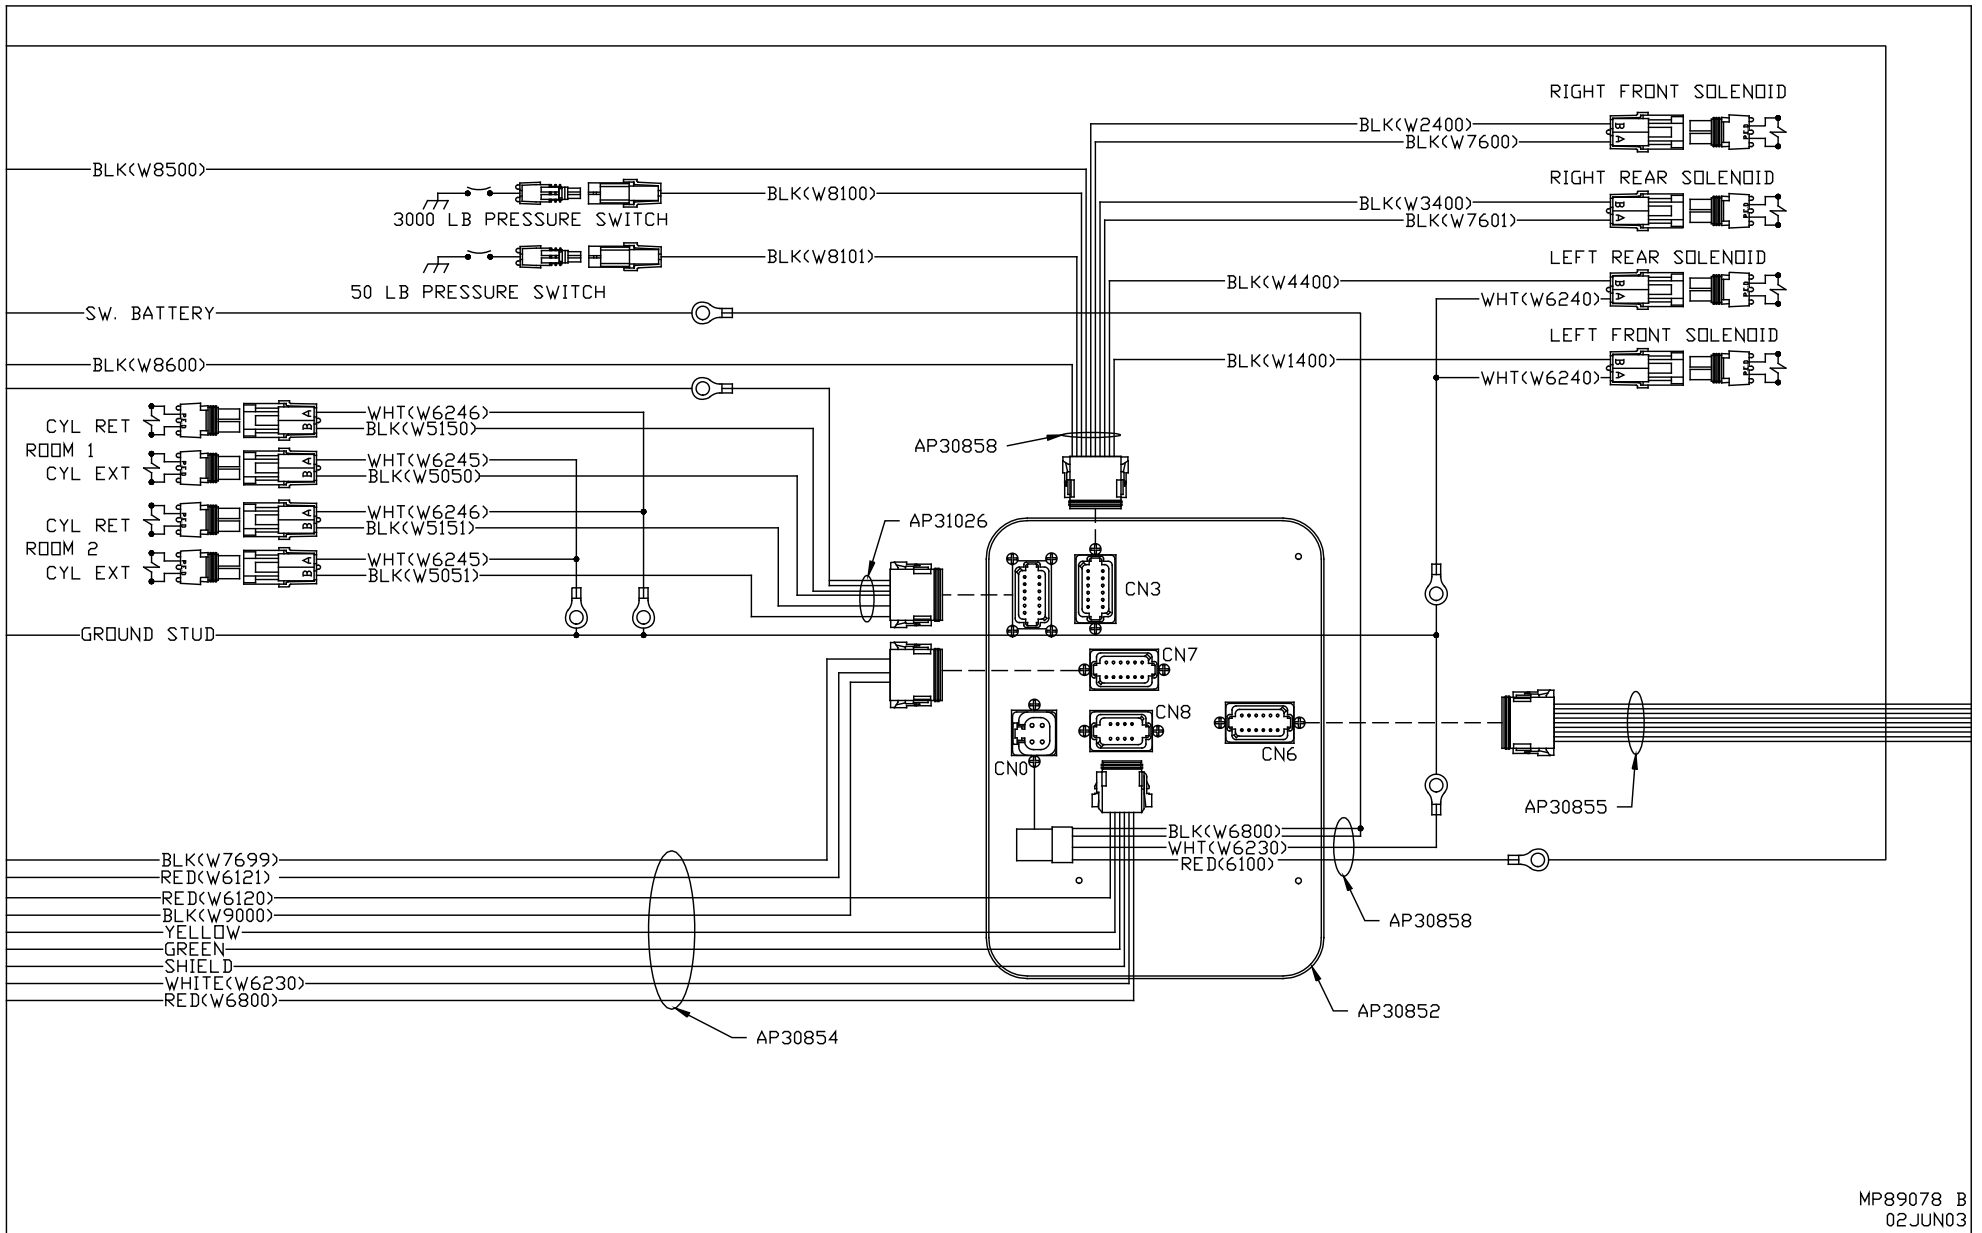 RIGHT FRONT SOLENOID
BLK(W2400)
BLK(W7600)
B
A
BLK(W8500)
RIGHT REAR SOLENOID
BLK(W8100)
BLK(W3400)
B
A
3000 LB PRESSURE SWITCH
BLK(W7601)
BLK(W8101)
LEFT REAR SOLENOID
BLK(W4400)
B
A
50 LB PRESSURE SWITCH
WHT(W6240)
SW. BATTERY
LEFT FRONT SOLENOID
BLK(W8600)
BLK(W1400)
B
A
WHT(W6240)
CYL RET
A
B
WHT(W6246)
BLK(W5150)
ROOM 1
CYL EXT
A
B
WHT(W6245)
BLK(W5050)
AP30858
CYL RET
A
B
WHT(W6246)
BLK(W5151)
AP31026
ROOM 2
CYL EXT
A
B
WHT(W6245)
BLK(W5051)
CN3
GROUND STUD
CN7
CN8
CN0
CN6
AP30855
BLK(W6800)
WHT(W6230)
RED(6100)
BLK(W7699)
RED(W6121)
RED(W6120)
BLK(W9000)
AP30858
YELLOW
GREEN
SHIELD
WHITE(W6230)
RED(W6800)
AP30852
AP30854
MP89078 B
02JUN03